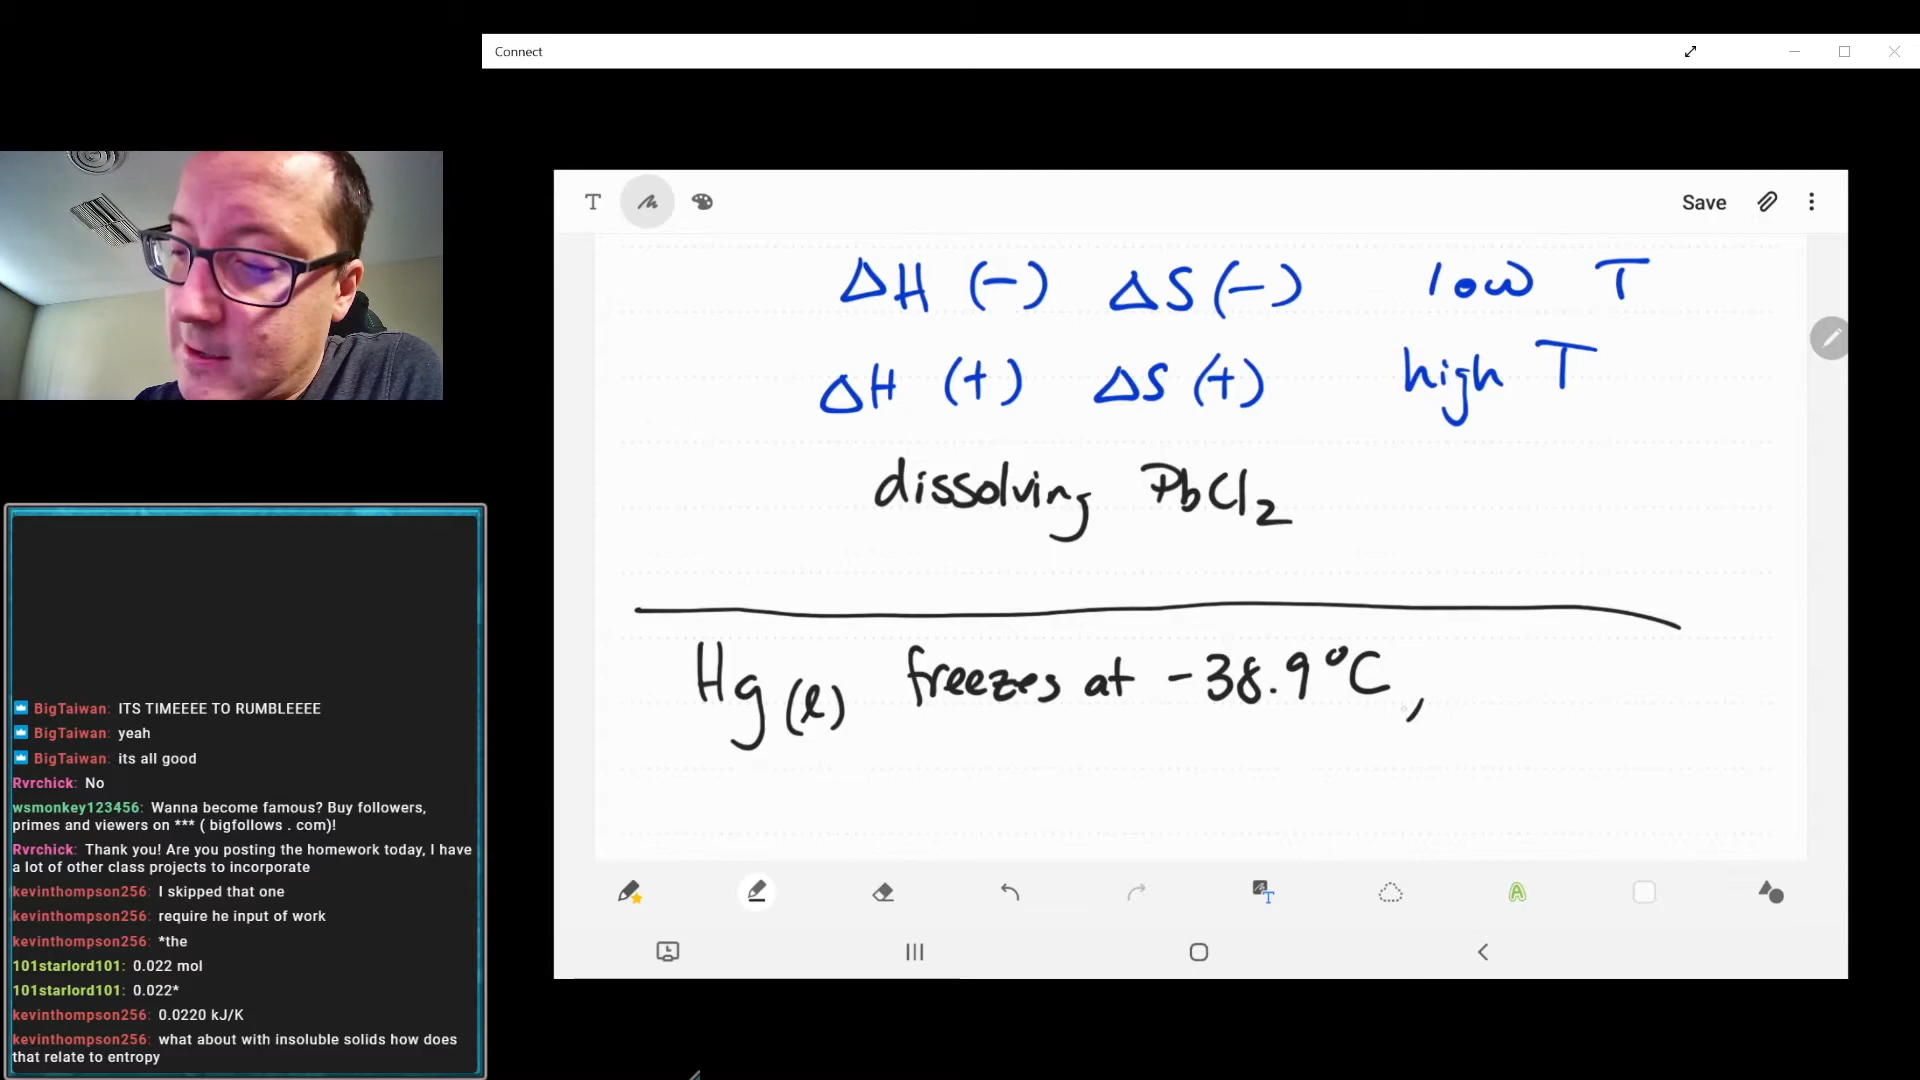 Connect
T
Save
ΔH (-) ΔS (-) low T
ΔH (+) ΔS (+) high T
dissolving PbCl₂
Hg (l) freezes at -38.9°C,
BigTaiwan: ITS TIMEEEE TO RUMBLEEEE
BigTaiwan: yeah
BigTaiwan: its all good
Rvrchick: No
wsmonkey123456: Wanna become famous? Buy followers,
primes and viewers on *** ( bigfollows . com)!
Rvrchick: Thank you! Are you posting the homework today, I have
a lot of other class projects to incorporate
kevinthompson256: I skipped that one
kevinthompson256: require he input of work
kevinthompson256: *the
101starlord101: 0.022 mol
101starlord101: 0.022*
kevinthompson256: 0.0220 kJ/K
kevinthompson256: what about with insoluble solids how does
that relate to entropy
T
A